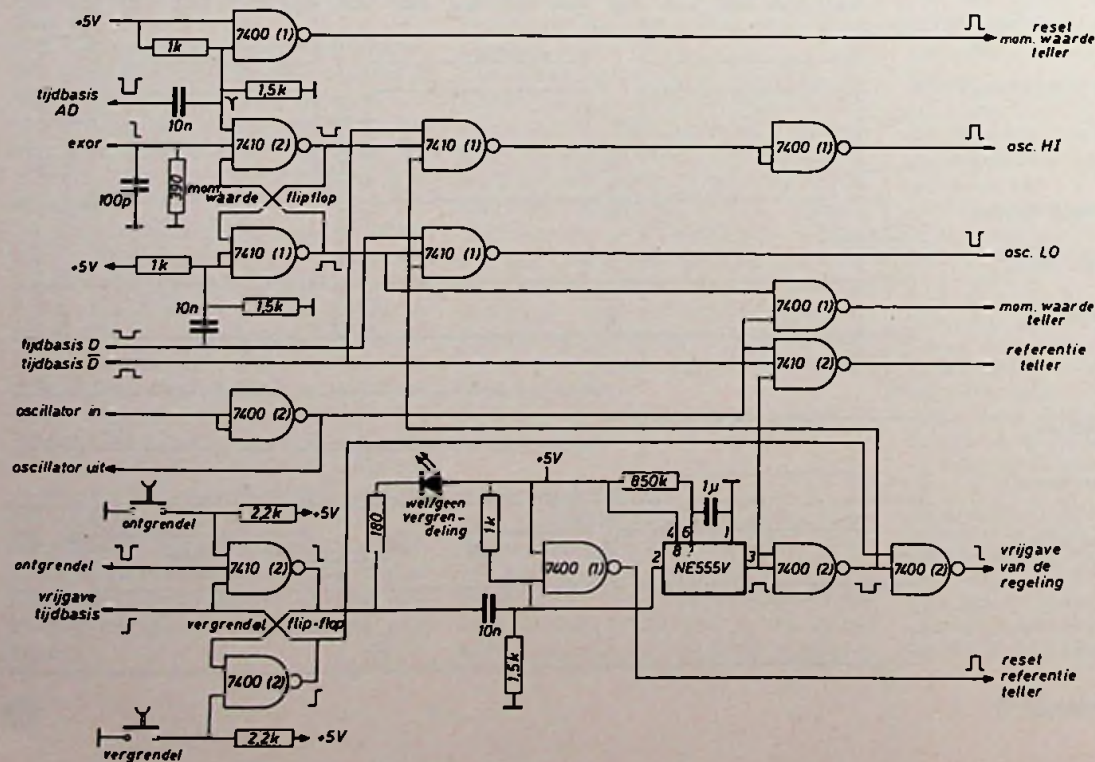 +5V
7400 (1)
reset
mom. waarde
teller
1k
1,5k
tijdbasis
AD
10n
exor
7410 (2)
7410 (1)
7400 (1)
osc. HI
100p
390
mom.
waarde
flipflop
+5V
1k
7410 (1)
7410 (1)
osc. LO
10n
1,5k
7400 (1)
mom. waarde
teller
tijdbasis D
tijdbasis D̅
7410 (2)
referentie
teller
oscillator in
7400 (2)
oscillator uit
+5V
850k
1µ
ontgrendel
2,2k
+5V
180
wel/geen
vergren-
deling
1k
4
6
8
1
ontgrendel
7410 (2)
7400 (1)
2
NE555V
3
7400 (2)
7400 (2)
vrijgave
van de
regeling
vrijgave
tijdbasis
vergrendel
flip-flop
10n
7400 (2)
1,5k
reset
referentie
teller
vergrendel
2,2k
+5V